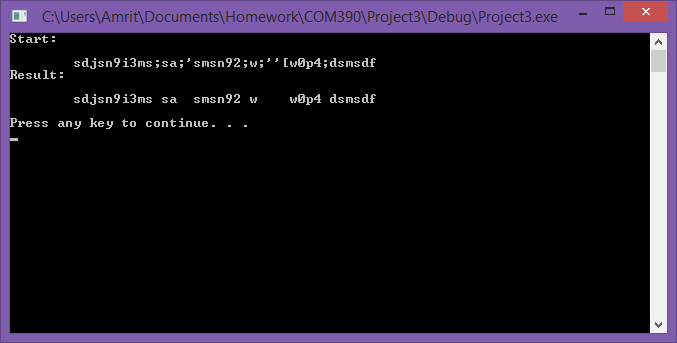 C:\Users\Amrit\Documents\Homework\COM390\Project3\Debug\Project3.exe
Start:
sdjsn9i3ms;sa;'smsn92;w;''[w0p4;dsmsdf
Result:
sdjsn9i3ms sa  smsn92 w    w0p4 dsmsdf
Press any key to continue. . .